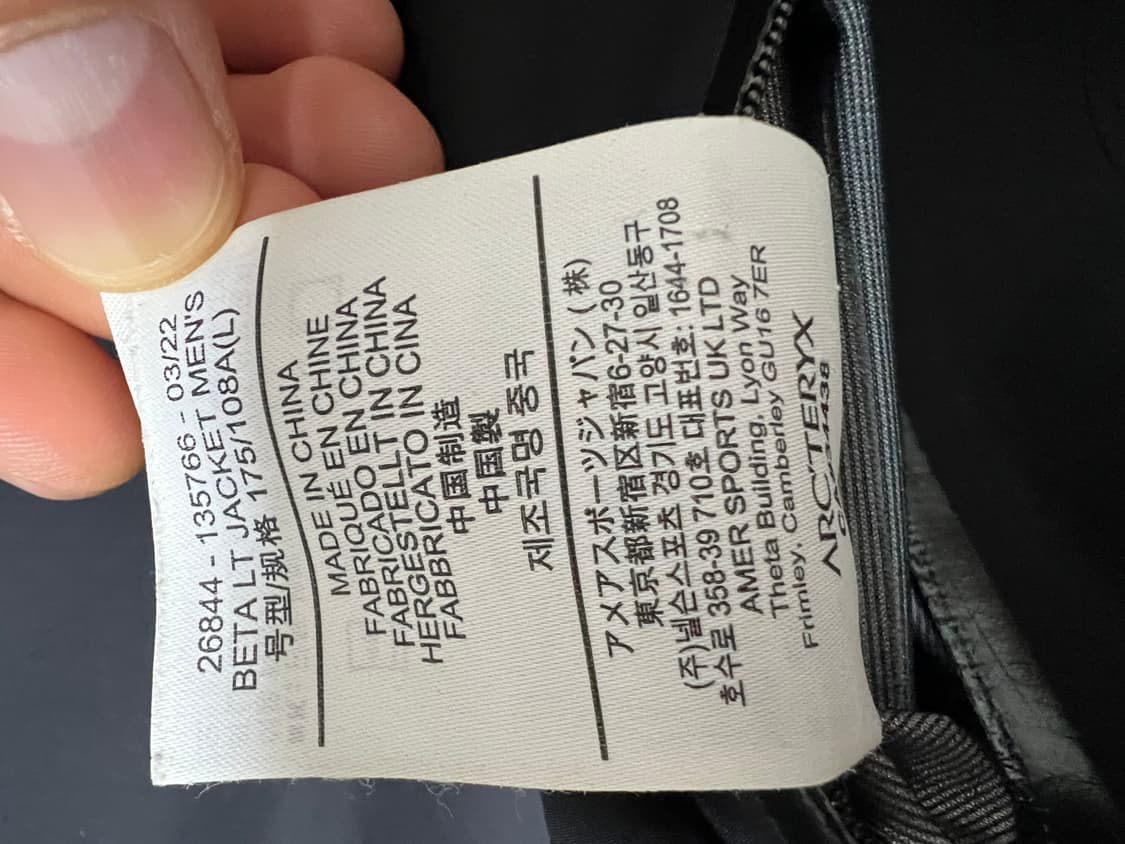 26844 - 135766 - 03/22
BETA LT JACKET MEN'S
号型/规格 175/108A(L)
MADE IN CHINA
FABRIQUÉ EN CHINE
FABRICADO EN CHINA
FABRICADO IN CHINA
HERGESTELLT IN CHINA
FABBRICATO IN CINA
中国制造
中国製
제조국명 중국
アメアスポーツジャパン (株)
東京都新宿区新宿6-27-30
(주)넬슨스포츠 경기도 고양시 일산동구
호수로 358-39 710호 대표번호: 1644-1708
AMER SPORTS UK LTD
Theta Building, Lyon Way
Frimley, Camberley GU16 7ER
ARC'TERYX